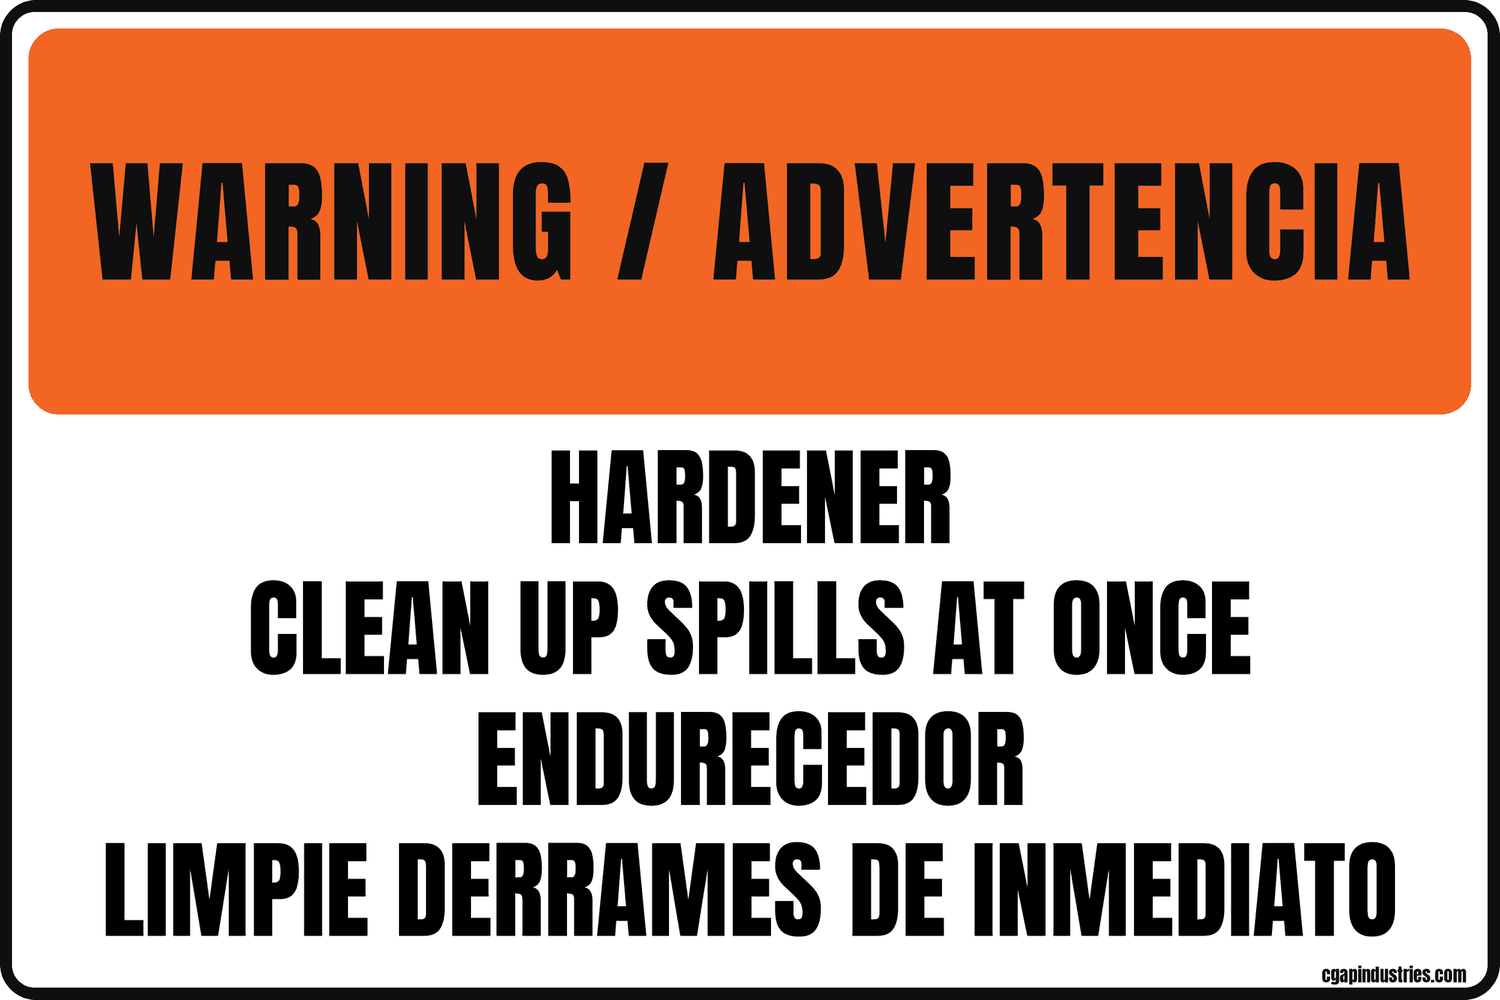 WARNING / ADVERTENCIA
HARDENER
CLEAN UP SPILLS AT ONCE
ENDURECEDOR
LIMPIE DERRAMES DE INMEDIATO
cgapindustries.com